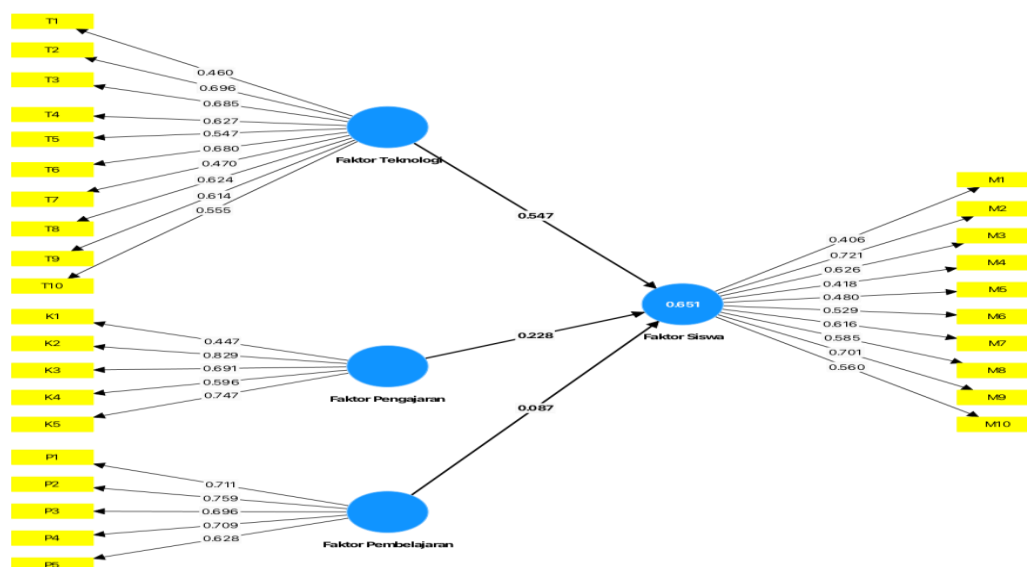 T1
T2
T3
T4
T5
T6
T7
T8
T9
T10
0.460
0.696
0.685
0.627
0.547
0.680
0.470
0.624
0.614
0.555
Faktor Teknologi
0.547
K1
K2
K3
K4
K5
0.447
0.829
0.691
0.596
0.747
Faktor Pengajaran
0.228
P1
P2
P3
P4
P5
0.711
0.759
0.696
0.709
0.628
Faktor Pembelajaran
0.087
0.651
Faktor Siswa
0.406
0.721
0.626
0.418
0.480
0.529
0.616
0.585
0.701
0.560
M1
M2
M3
M4
M5
M6
M7
M8
M9
M10